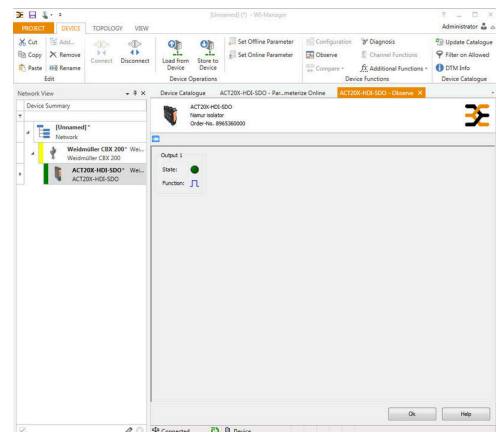 [Unnamed] (*) - WI-Manager
PROJECT DEVICE TOPOLOGY VIEW
Administrator
Cut Add...
Copy Remove
Paste Rename
Edit
Connect Disconnect
Load from Device
Store to Device
Device Operations
Set Offline Parameter
Set Online Parameter
Configuration Diagnosis
Observe Channel Functions
Compare Additional Functions
Device Functions
Update Catalogue
Filter on Allowed
DTM Info
Device Catalogue
Network View
Device Summary
[Unnamed] *
Network
Weidmüller CBX 200* Wei...
Weidmüller CBX 200
ACT20X-HDI-SDO* Wei...
ACT20X-HDI-SDO
Device Catalogue ACT20X-HDI-SDO - Par...meterize Online ACT20X-HDI-SDO - Observe X
ACT20X-HDI-SDO
Namur isolator
Order-No. 8965360000
Output 1
State:
Function:
Ok Help
Connected Device